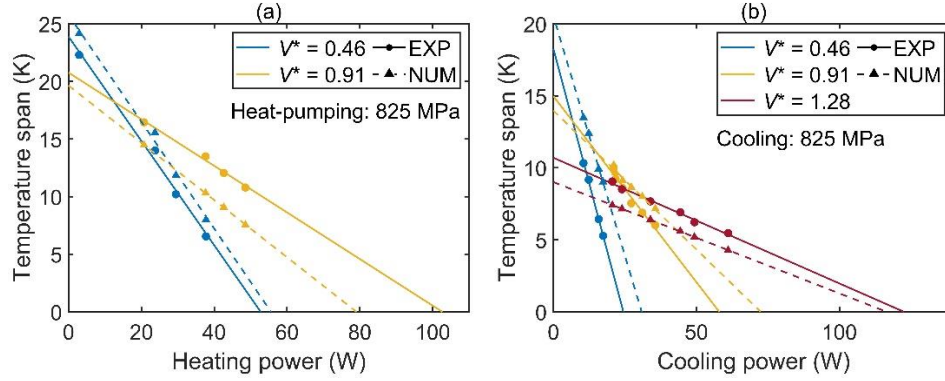 (a)
25
20
15
10
5
0
Temperature span (K)
V* = 0.46 EXP
V* = 0.91 NUM
Heat-pumping: 825 MPa
0 20 40 60 80 100
Heating power (W)
(b)
20
15
10
5
0
Temperature span (K)
V* = 0.46 EXP
V* = 0.91 NUM
V* = 1.28
Cooling: 825 MPa
0 50 100
Cooling power (W)